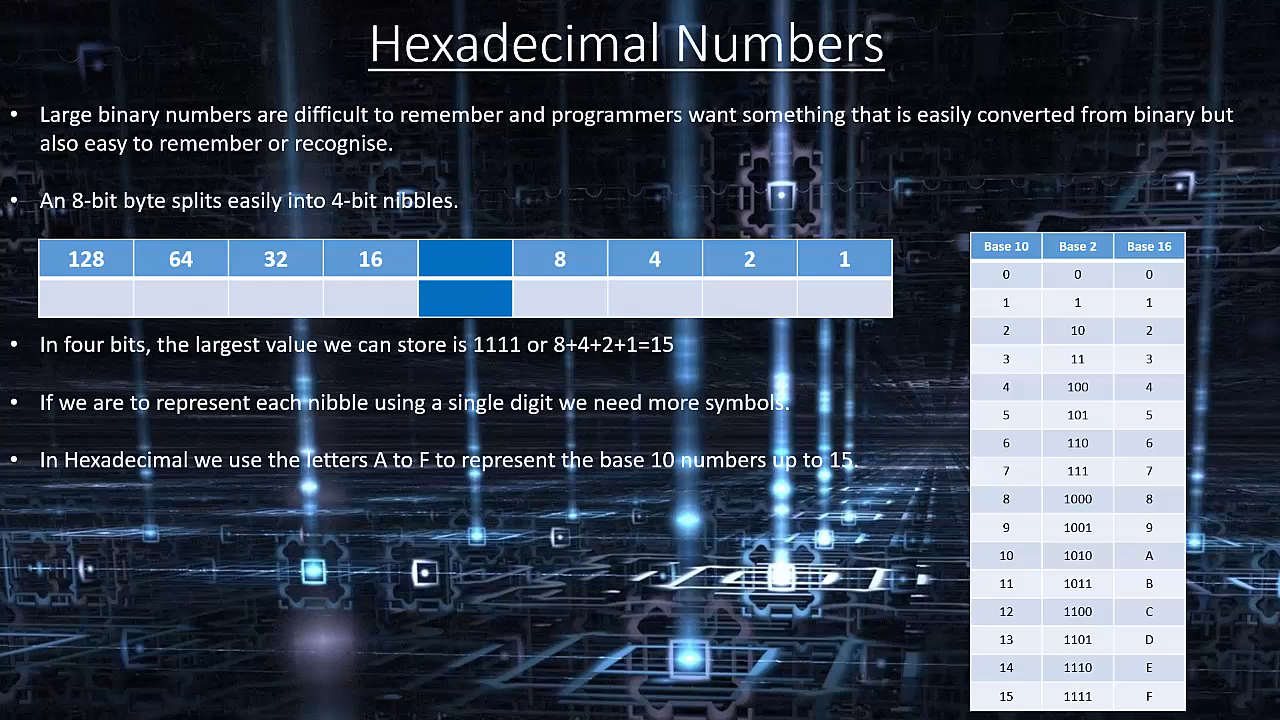 Hexadecimal Numbers
• Large binary numbers are difficult to remember and programmers want something that is easily converted from binary but
also easy to remember or recognise.
• An 8-bit byte splits easily into 4-bit nibbles.
128 64 32 16 8 4 2 1
• In four bits, the largest value we can store is 1111 or 8+4+2+1=15
• If we are to represent each nibble using a single digit we need more symbols.
• In Hexadecimal we use the letters A to F to represent the base 10 numbers up to 15.
Base 10 Base 2 Base 16
0 0 0
1 1 1
2 10 2
3 11 3
4 100 4
5 101 5
6 110 6
7 111 7
8 1000 8
9 1001 9
10 1010 A
11 1011 B
12 1100 C
13 1101 D
14 1110 E
15 1111 F